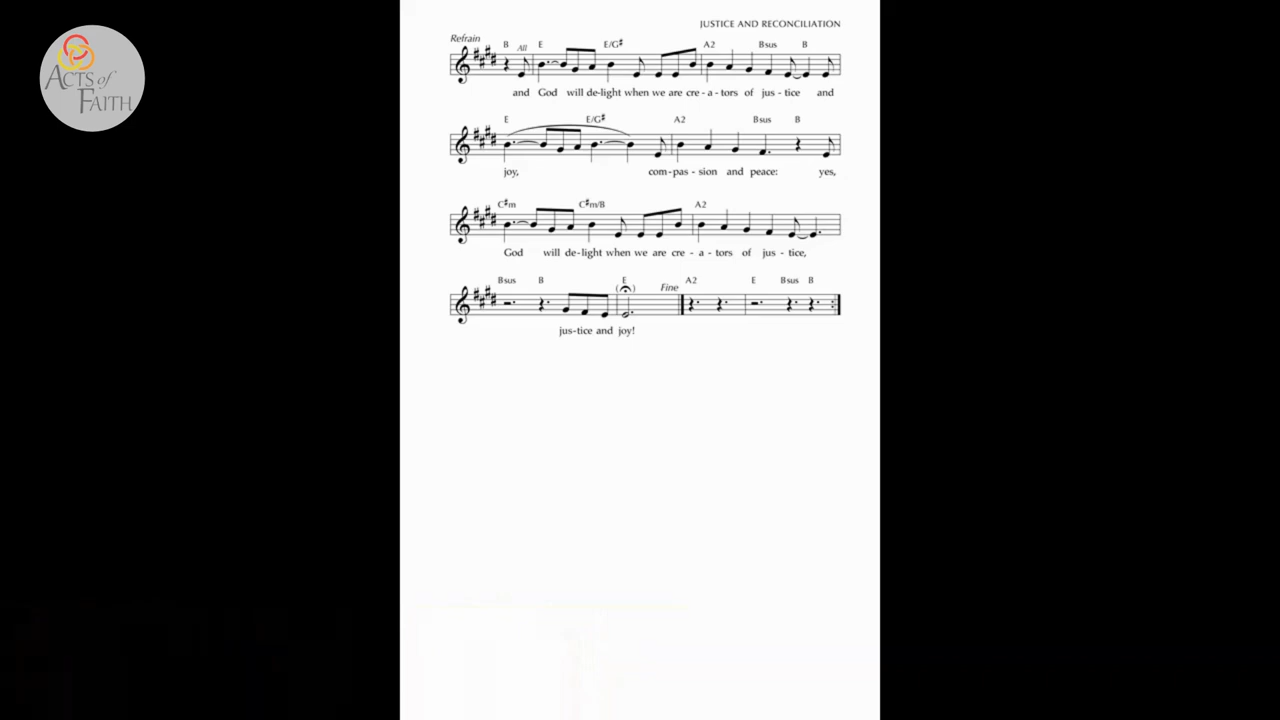 ACTS of
FAITH
JUSTICE AND RECONCILIATION
Refrain
B All E E/G♯ A2 Bsus B
and God will de-light when we are cre-a-tors of jus-tice and
E E/G♯ A2 Bsus B
joy, com-pas-sion and peace: yes,
C♯m C♯m/B A2
God will de-light when we are cre-a-tors of jus-tice,
Bsus B E Fine A2 E Bsus B
jus-tice and joy!